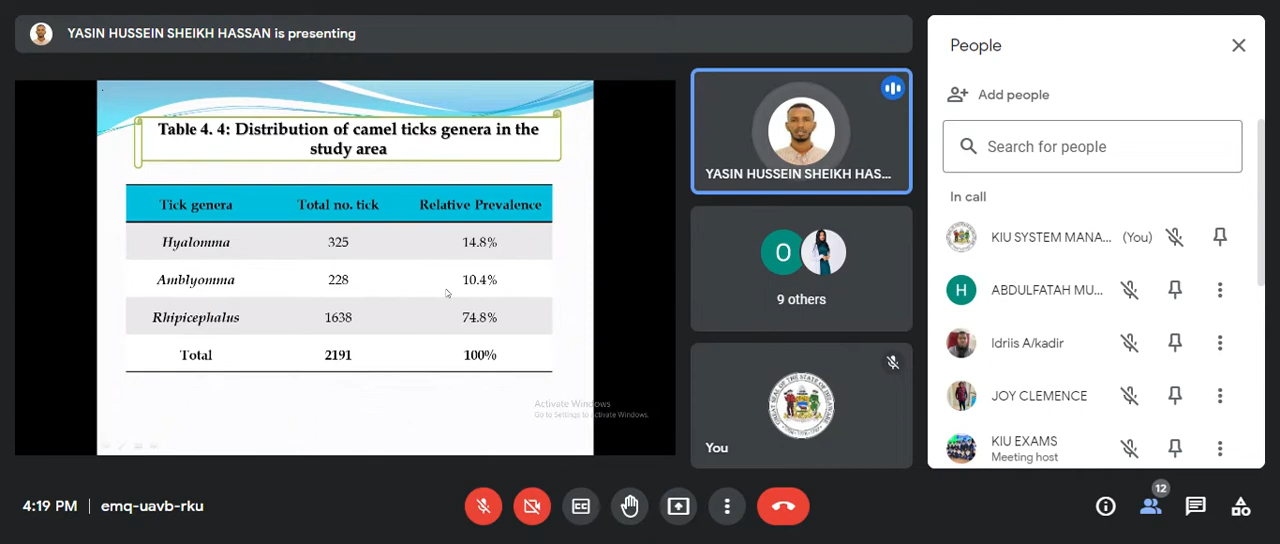 YASIN HUSSEIN SHEIKH HASSAN is presenting
Table 4. 4: Distribution of camel ticks genera in the
study area
Tick genera Total no. tick Relative Prevalence
Hyalomma 325 14.8%
Amblyomma 228 10.4%
Rhipicephalus 1638 74.8%
Total 2191 100%
Activate Windows
Go to Settings to activate Windows.
YASIN HUSSEIN SHEIKH HAS...
O
9 others
You
People
Add people
Search for people
In call
KIU SYSTEM MANA... (You)
H
ABDULFATAH MU...
Idriis A/kadir
JOY CLEMENCE
KIU EXAMS
Meeting host
4:19 PM | emq-uavb-rku
CC
12